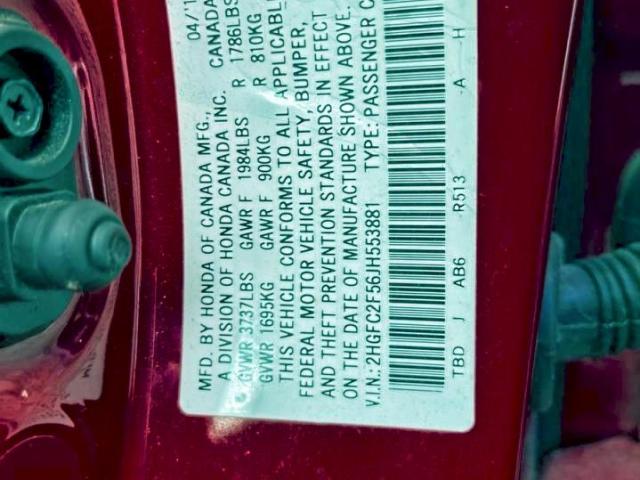 MFD. BY HONDA OF CANADA MFG., 04/1
A DIVISION OF HONDA CANADA INC. CANADA
GVWR 3737LBS GAWR F 1984LBS R 1786LBS
GVWR 1695KG GAWR F 900KG R 810KG
THIS VEHICLE CONFORMS TO ALL APPLICABL
FEDERAL MOTOR VEHICLE SAFETY, BUMPER,
AND THEFT PREVENTION STANDARDS IN EFFECT
ON THE DATE OF MANUFACTURE SHOWN ABOVE.
V.I.N.: 2HGFC2F56JH553881 TYPE: PASSENGER C
TBD J AB6 R513 A H